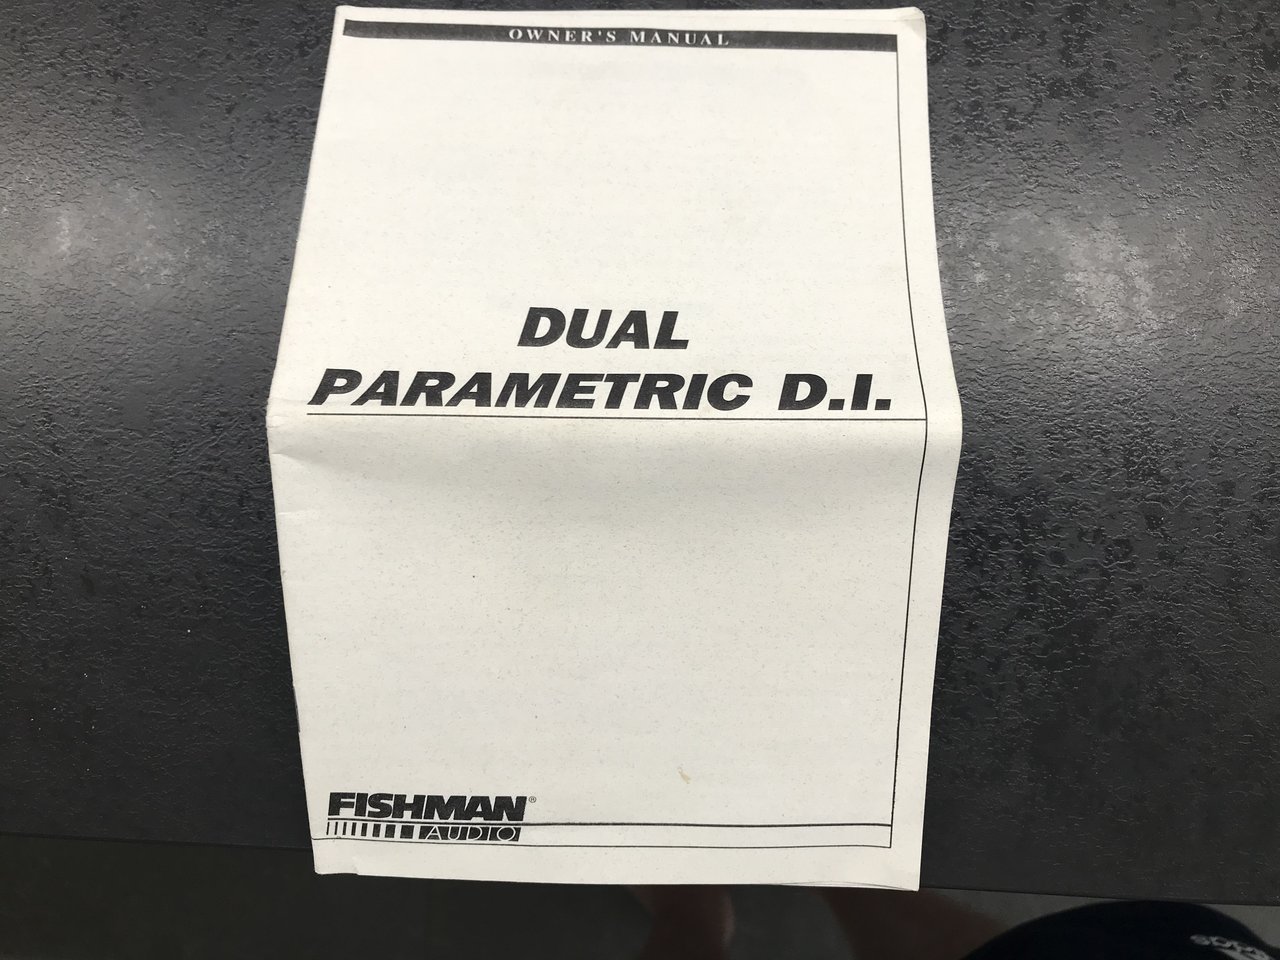 OWNER'S MANUAL
DUAL
PARAMETRIC D.I.
FISHMAN®
AUDIO